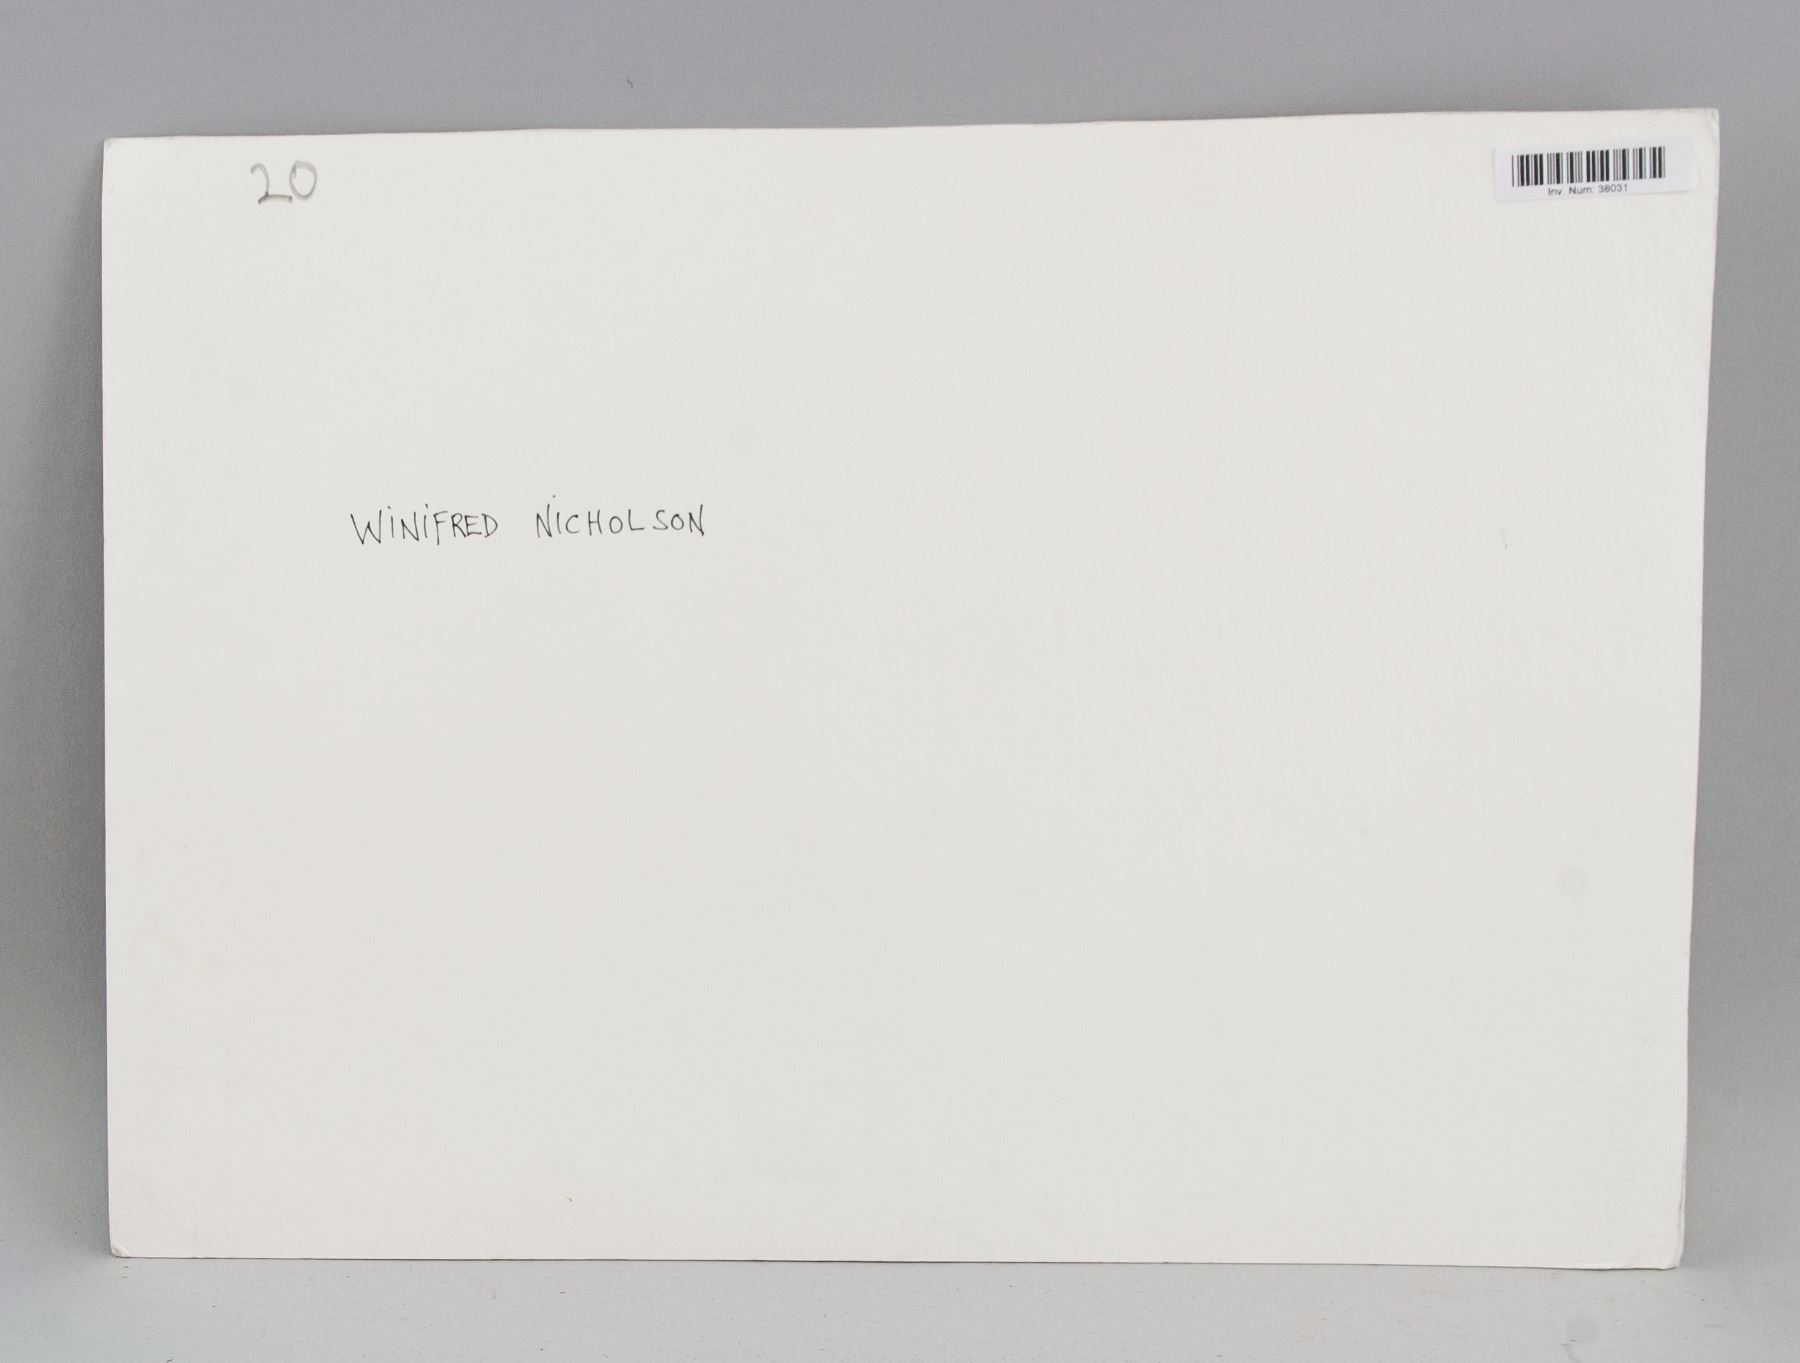 20
Inv. Num: 38031
WiNiFRED NiCHOLSON